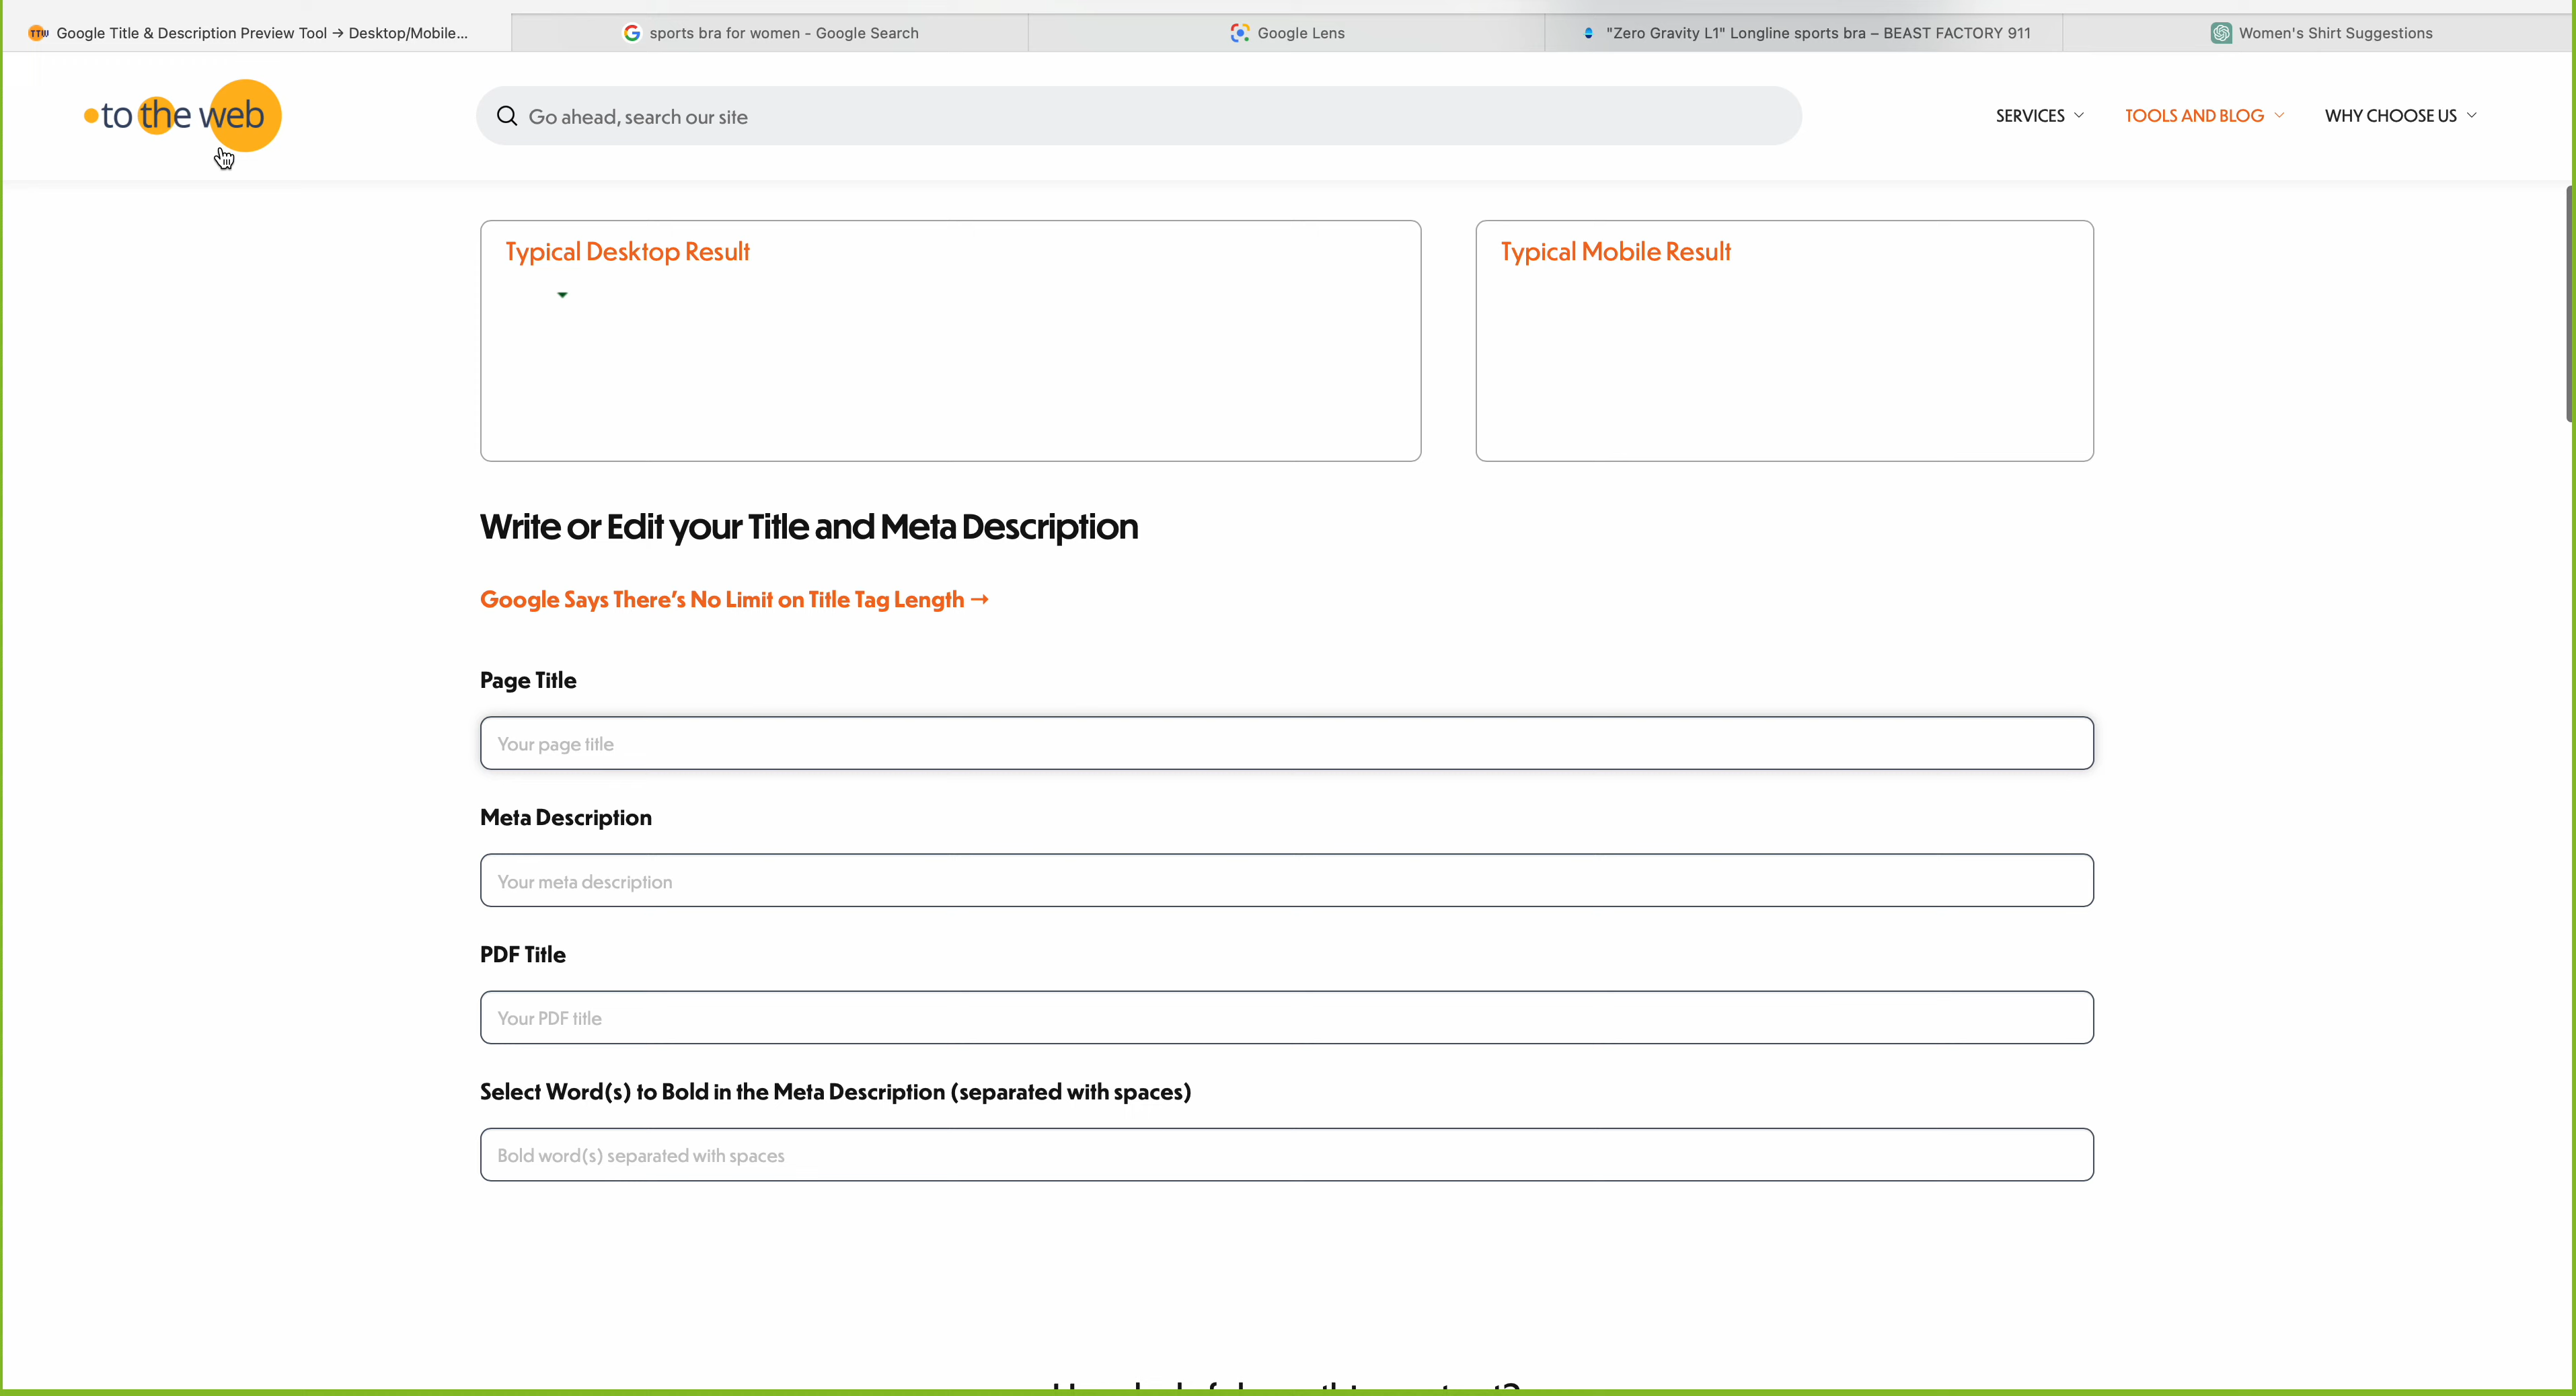 TTW Google Title & Description Preview Tool → Desktop/Mobile...
sports bra for women - Google Search
Google Lens
"Zero Gravity L1" Longline sports bra – BEAST FACTORY 911
Women's Shirt Suggestions
to the web
Go ahead, search our site
SERVICES
TOOLS AND BLOG
WHY CHOOSE US
Typical Desktop Result
Typical Mobile Result
Write or Edit your Title and Meta Description
Google Says There's No Limit on Title Tag Length →
Page Title
Your page title
Meta Description
Your meta description
PDF Title
Your PDF title
Select Word(s) to Bold in the Meta Description (separated with spaces)
Bold word(s) separated with spaces